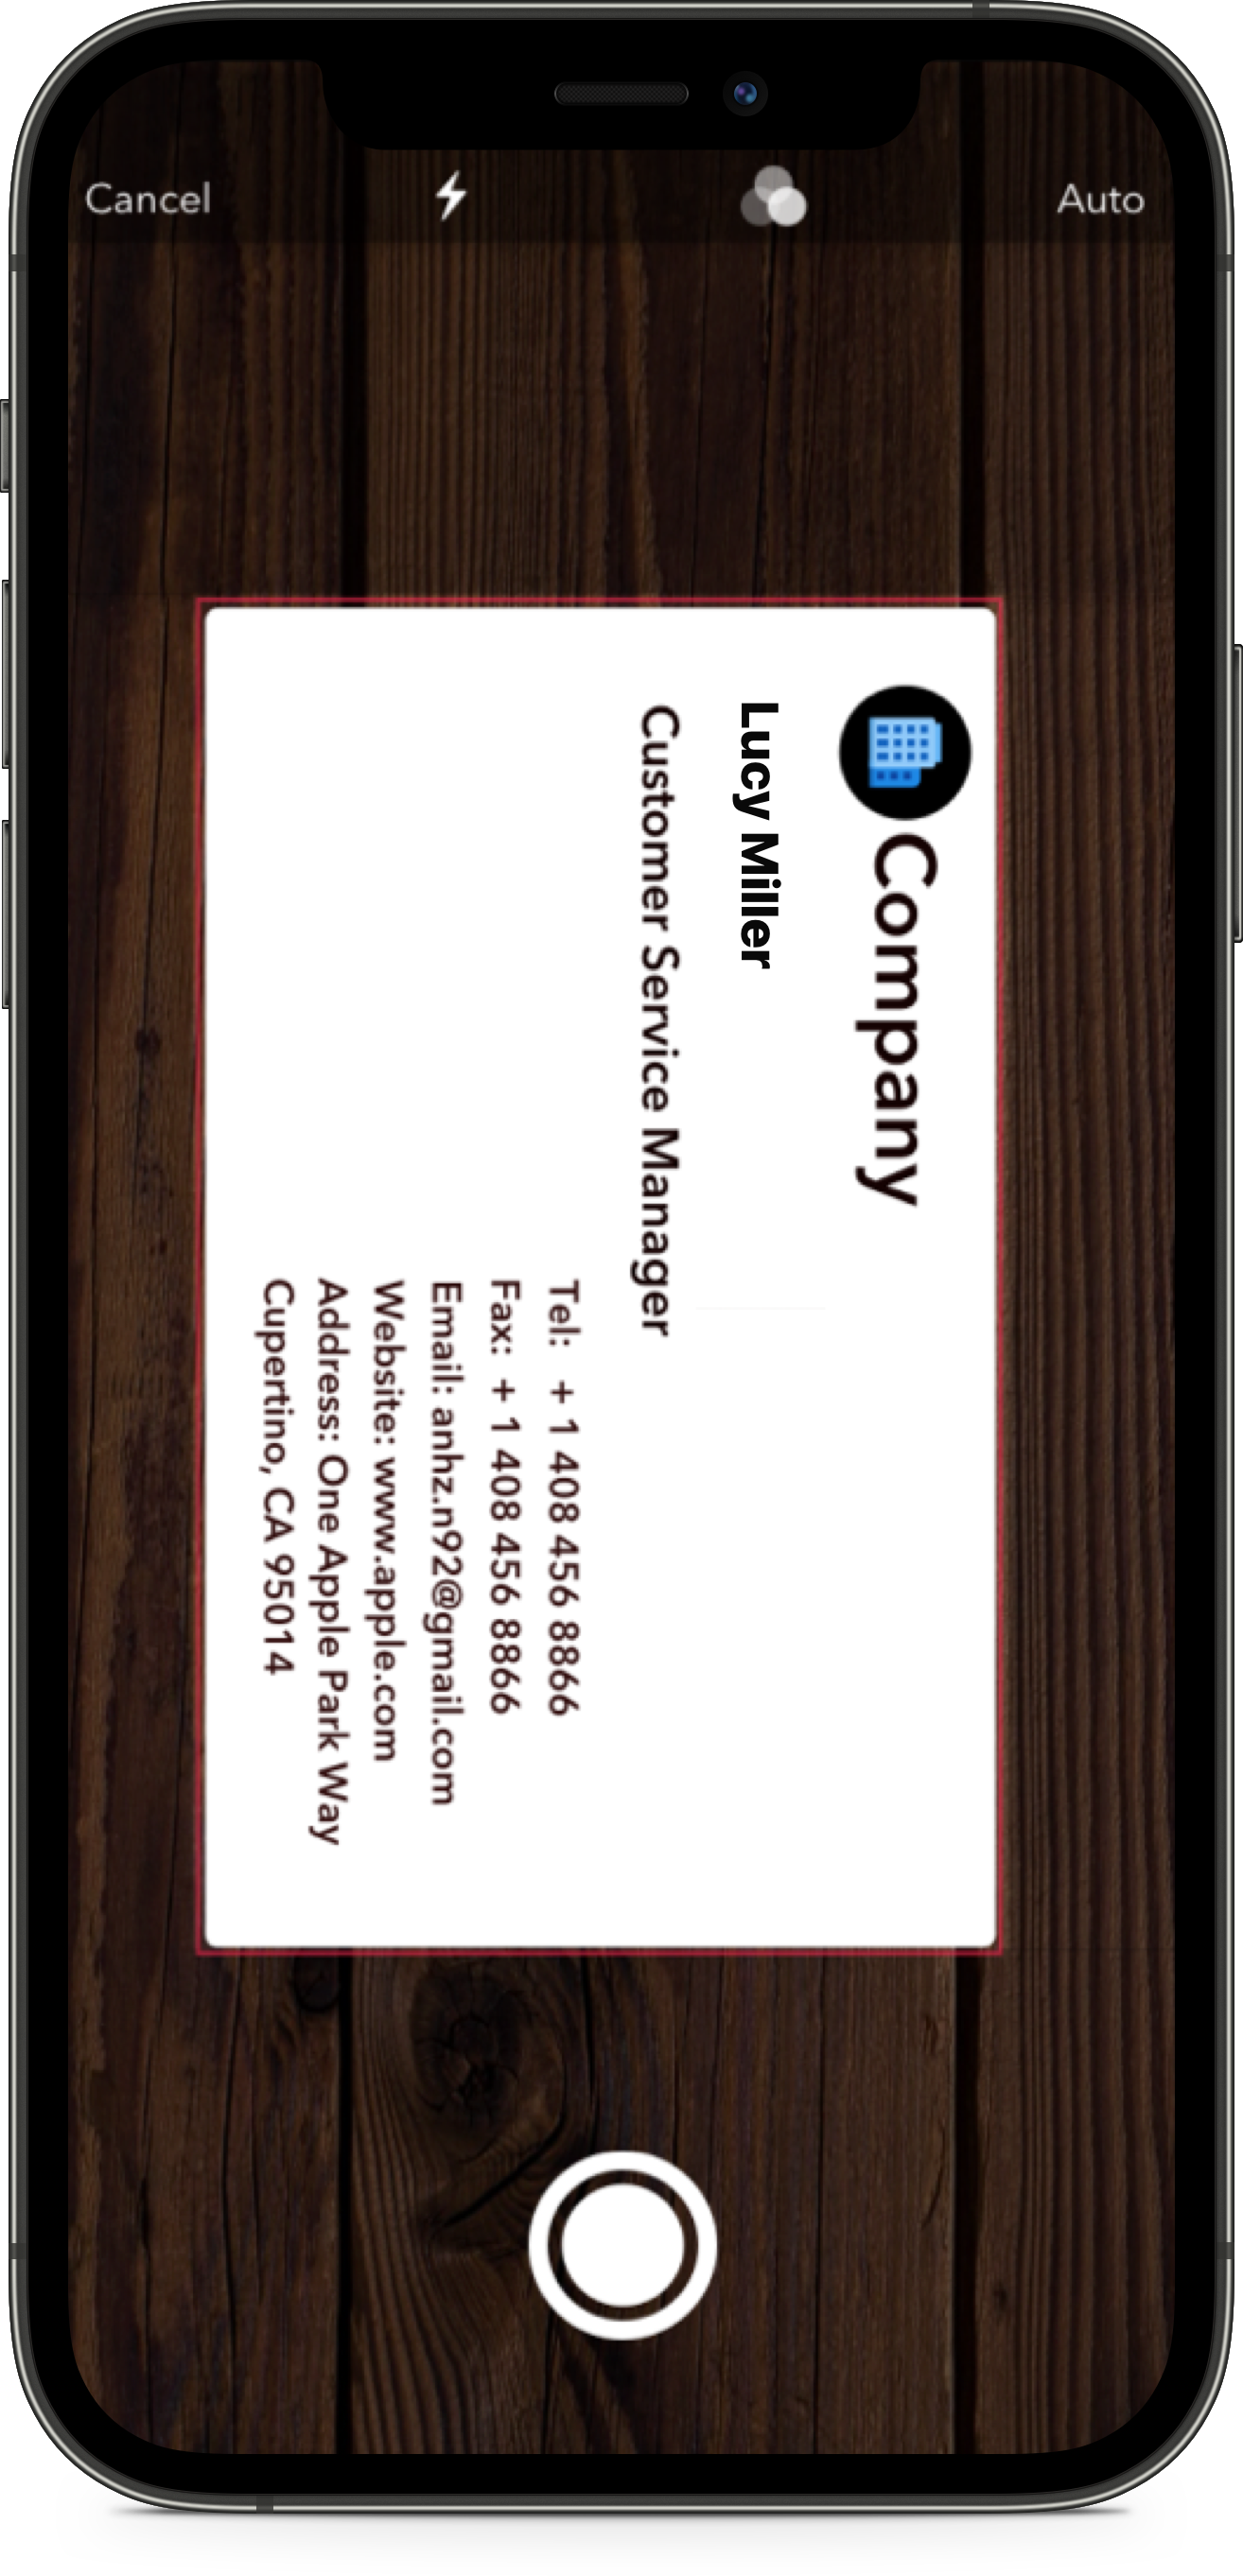 Cancel
Auto
Company
Lucy Miller
Customer Service Manager
Tel: + 1 408 456 8866
Fax: + 1 408 456 8866
Email: anhz.n92@gmail.com
Website: www.apple.com
Address: One Apple Park Way
Cupertino, CA 95014